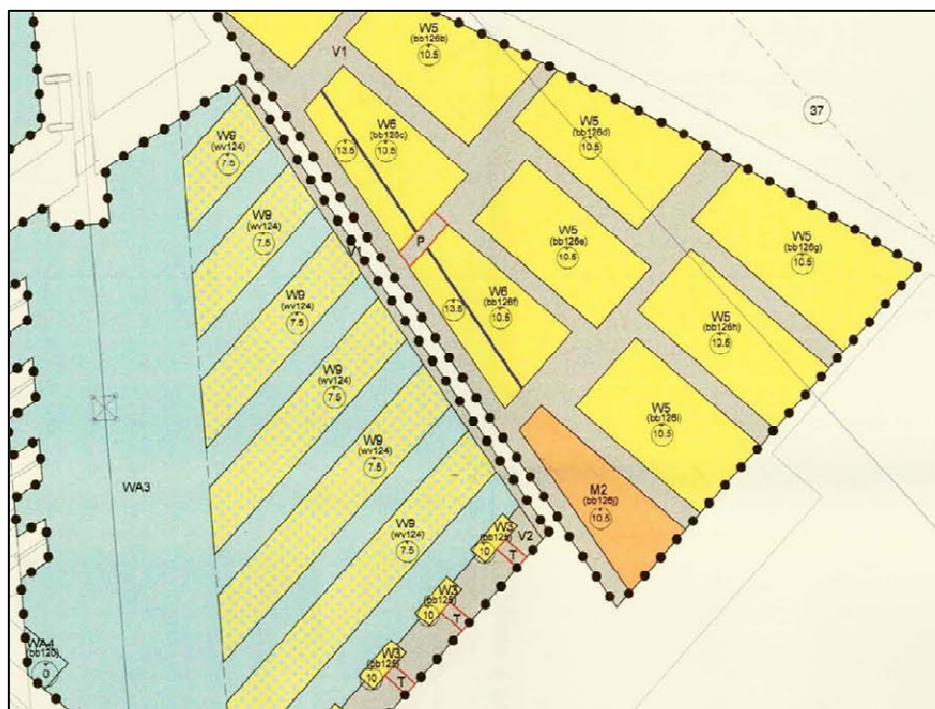 W5
(bb126b)
10.5
V1
37
W6
(bb126c)
13.5
10.5
W5
(bb126d)
10.5
W9
(wv124)
7.5
W9
(wv124)
7.5
P
W5
(bb126e)
10.5
W5
(bb126g)
10.5
W9
(wv124)
7.5
W6
(bb126f)
13.5
10.5
W5
(bb126h)
10.5
W9
(wv124)
7.5
W5
(bb126i)
10.5
W9
(wv124)
7.5
WA3
M2
(bb126j)
10.5
W9
(wv124)
7.5
W3
(bb125)
10
V2
T
W3
(bb125)
10
T
WA4
(bb120)
0
W3
(bb125)
10
T